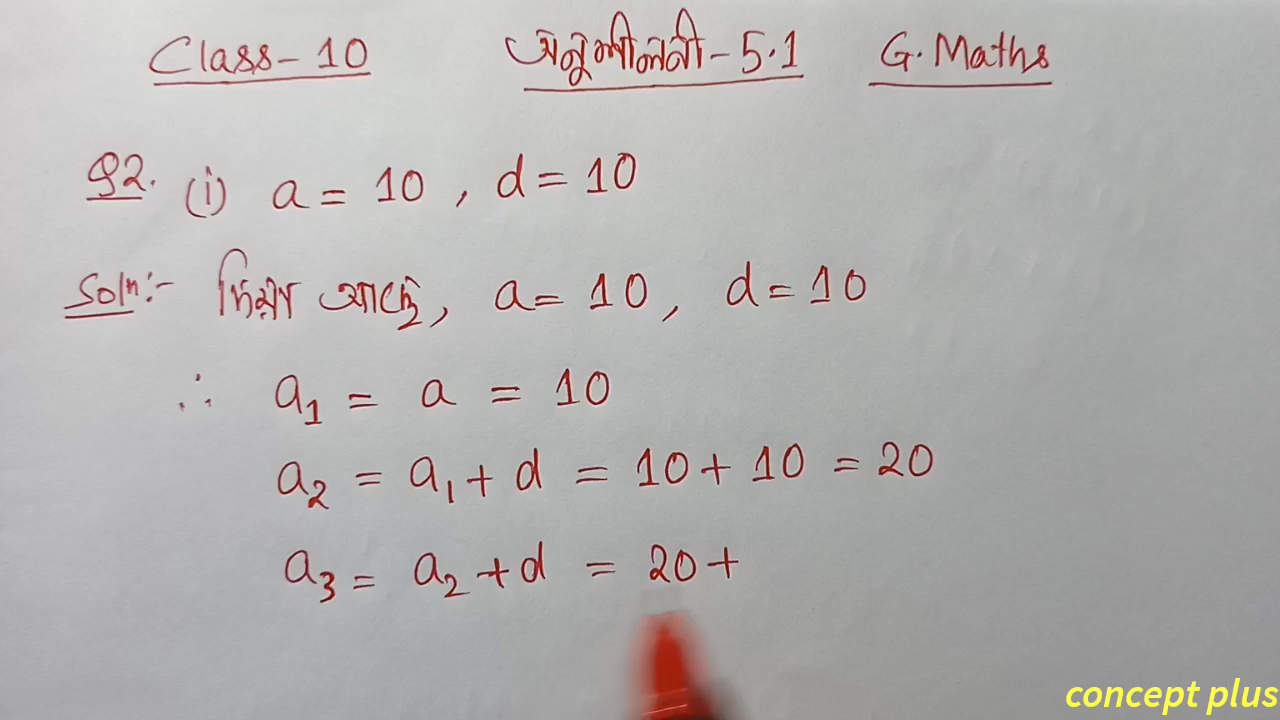 Class-10 অনুশীলনী-5.1 G.Maths
Q2. (i) a = 10 , d = 10
Soln:- দিয়া আছে, a = 10, d = 10
∴ a₁ = a = 10
a₂ = a₁ + d = 10 + 10 = 20
a₃ = a₂ + d = 20 +
concept plus